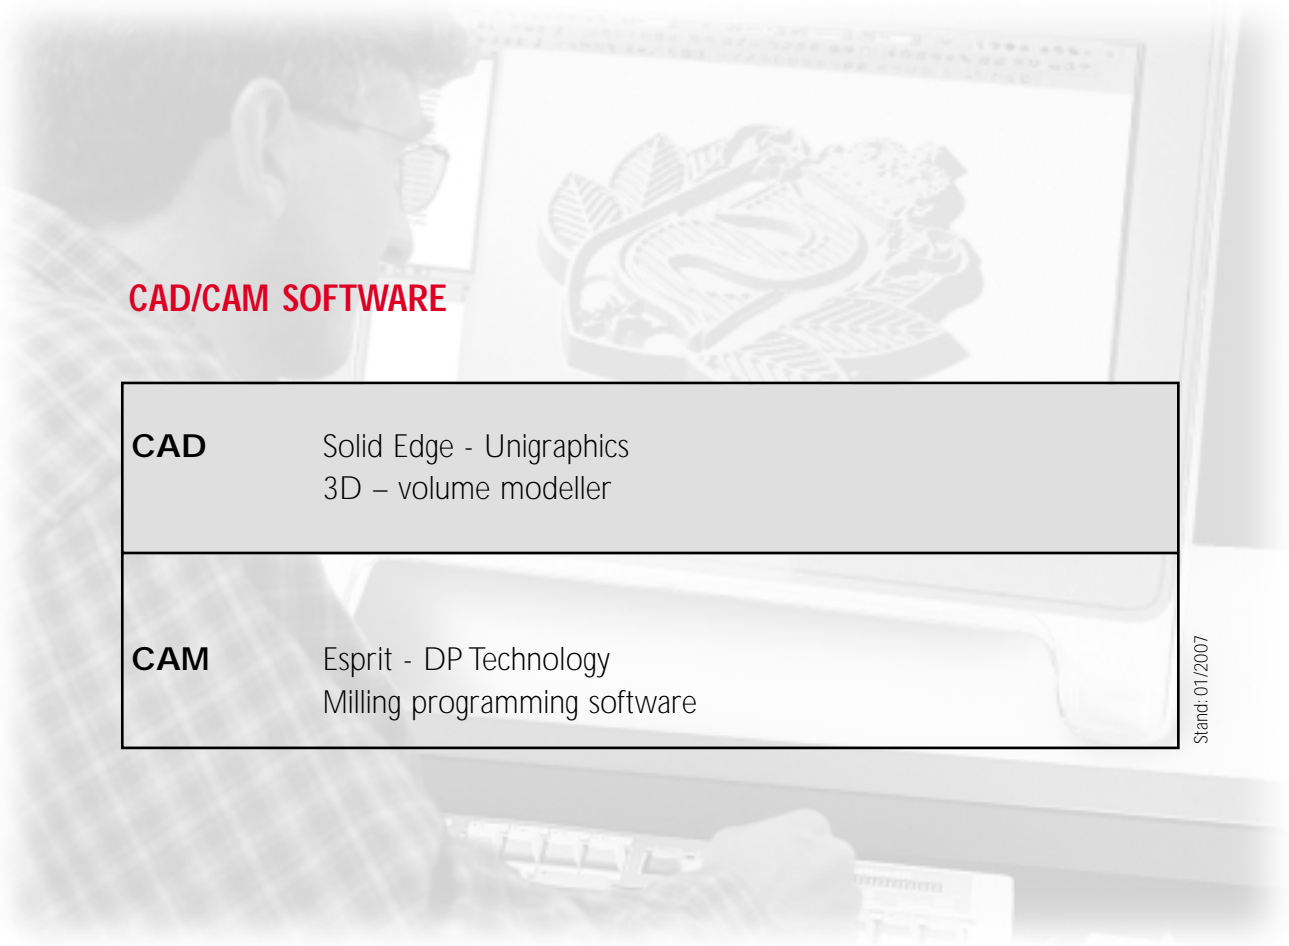 CAD/CAM SOFTWARE
CAD
Solid Edge - Unigraphics
3D – volume modeller
CAM
Esprit - DP Technology
Milling programming software
Stand: 01/2007